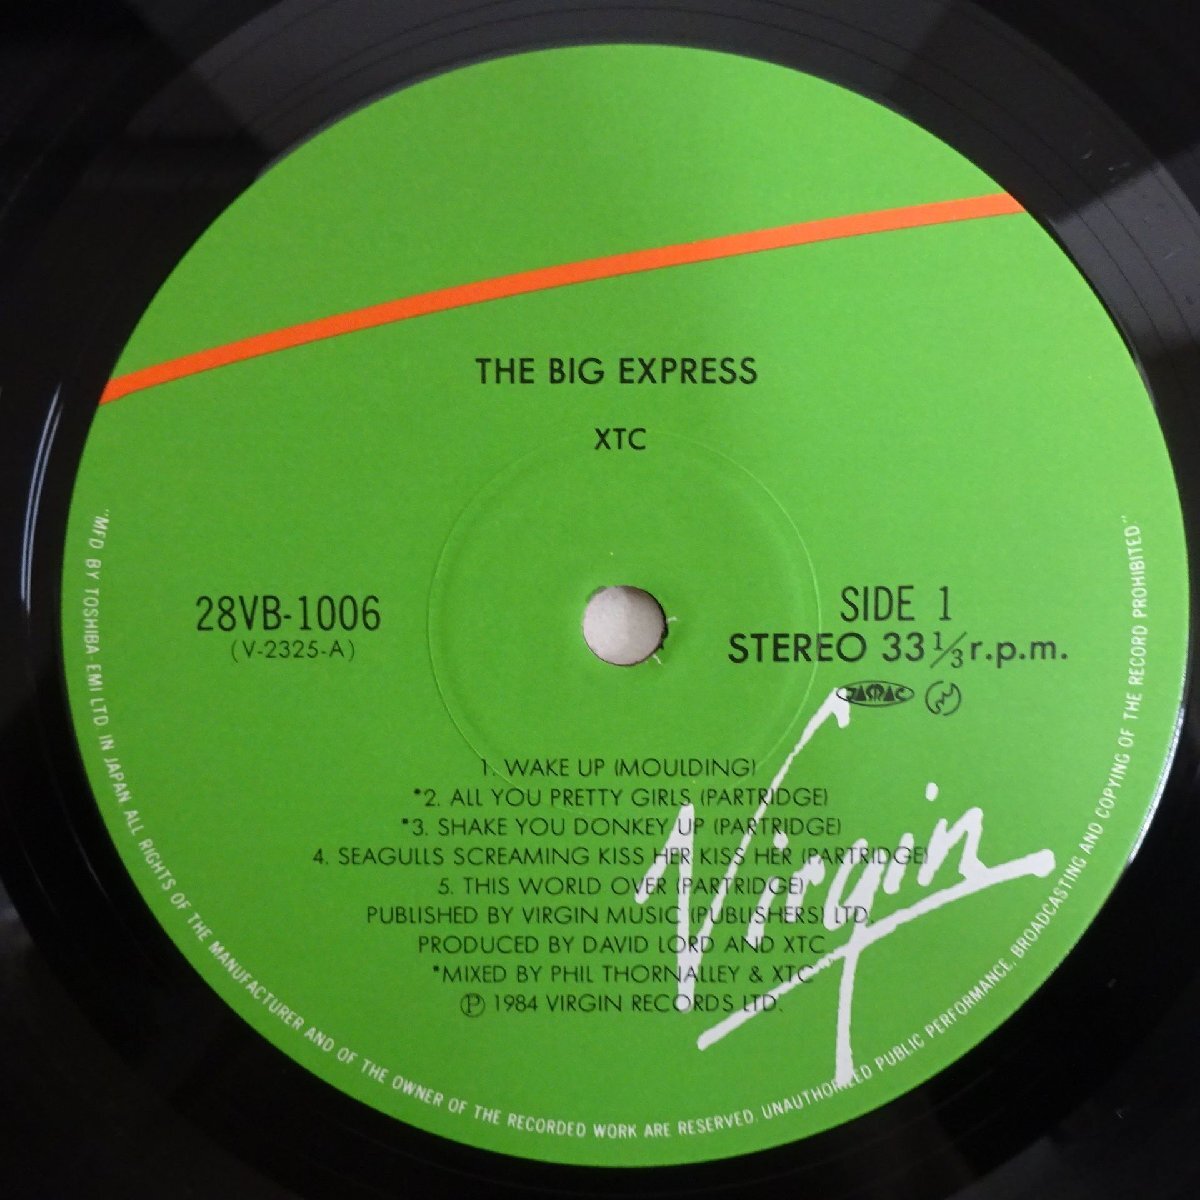 THE BIG EXPRESS
XTC
28VB-1006
(V-2325-A)
SIDE 1
STEREO 33 1/3 r.p.m.
JASRAC
1. WAKE UP (MOULDING)
*2. ALL YOU PRETTY GIRLS (PARTRIDGE)
*3. SHAKE YOU DONKEY UP (PARTRIDGE)
4. SEAGULLS SCREAMING KISS HER KISS HER (PARTRIDGE)
5. THIS WORLD OVER (PARTRIDGE)
PUBLISHED BY VIRGIN MUSIC (PUBLISHERS) LTD.
PRODUCED BY DAVID LORD AND XTC
*MIXED BY PHIL THORNALLEY & XTC
Ⓟ 1984 VIRGIN RECORDS LTD.
Virgin
"MFD BY TOSHIBA EMI LTD. IN JAPAN ALL RIGHTS OF THE MANUFACTURER AND OF THE OWNER OF THE RECORDED WORK ARE RESERVED. UNAUTHORIZED PUBLIC PERFORMANCE, BROADCASTING AND COPYING OF THE RECORD PROHIBITED."